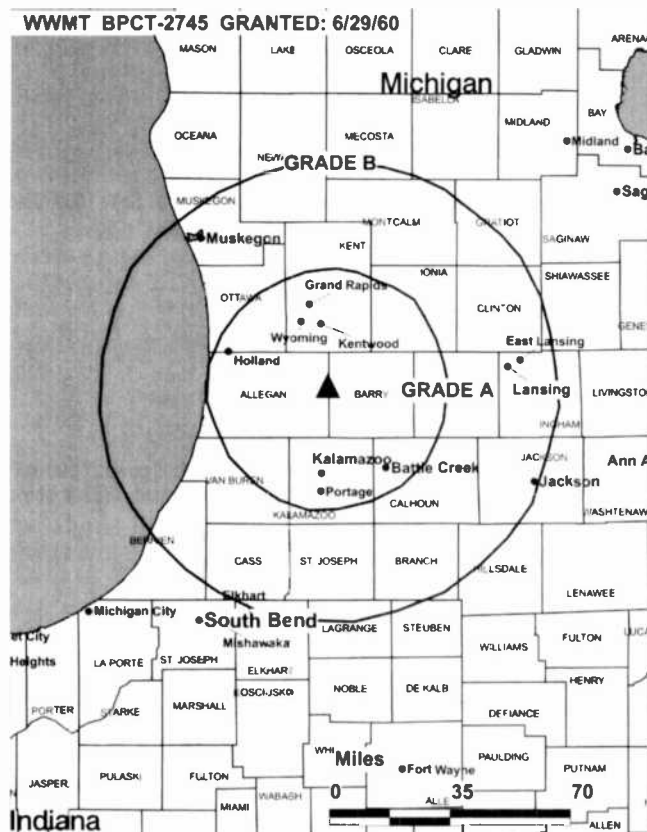 WWMT BPCT-2745 GRANTED: 6/29/60
MASON LAKE OSCEOLA CLARE GLADWIN
Michigan
ISABELLA
BAY
OCEANA MECOSTA MIDLAND Midland
GRADE B
MUSKEGON
MONTCALM GRATIOT
Muskegon KENT SAGINAW
IONIA SHIAWASSEE
OTTAWA Grand Rapids CLINTON
Wyoming Kentwood East Lansing
Holland
ALLEGAN BARRY GRADE A Lansing LIVINGSTO
INGHAM
Kalamazoo Battle Creek JACKSON Ann A
VAN BUREN Portage CALHOUN Jackson
KALAMAZOO
BERRIEN
CASS ST JOSEPH BRANCH HILLSDALE
LENAWEE
Elkhart
Michigan City South Bend LAGRANGE STEUBEN
Mishawaka WILLIAMS FULTON
Heights LA PORTE ST JOSEPH ELKHART
HENRY
PORTER STARKE MARSHALL NOBLE DE KALB
DEFIANCE
Miles PAULDING
JASPER PULASKI FULTON Fort Wayne PUTNAM
WABASH
MIAMI 0 35 70
Indiana ALLEN